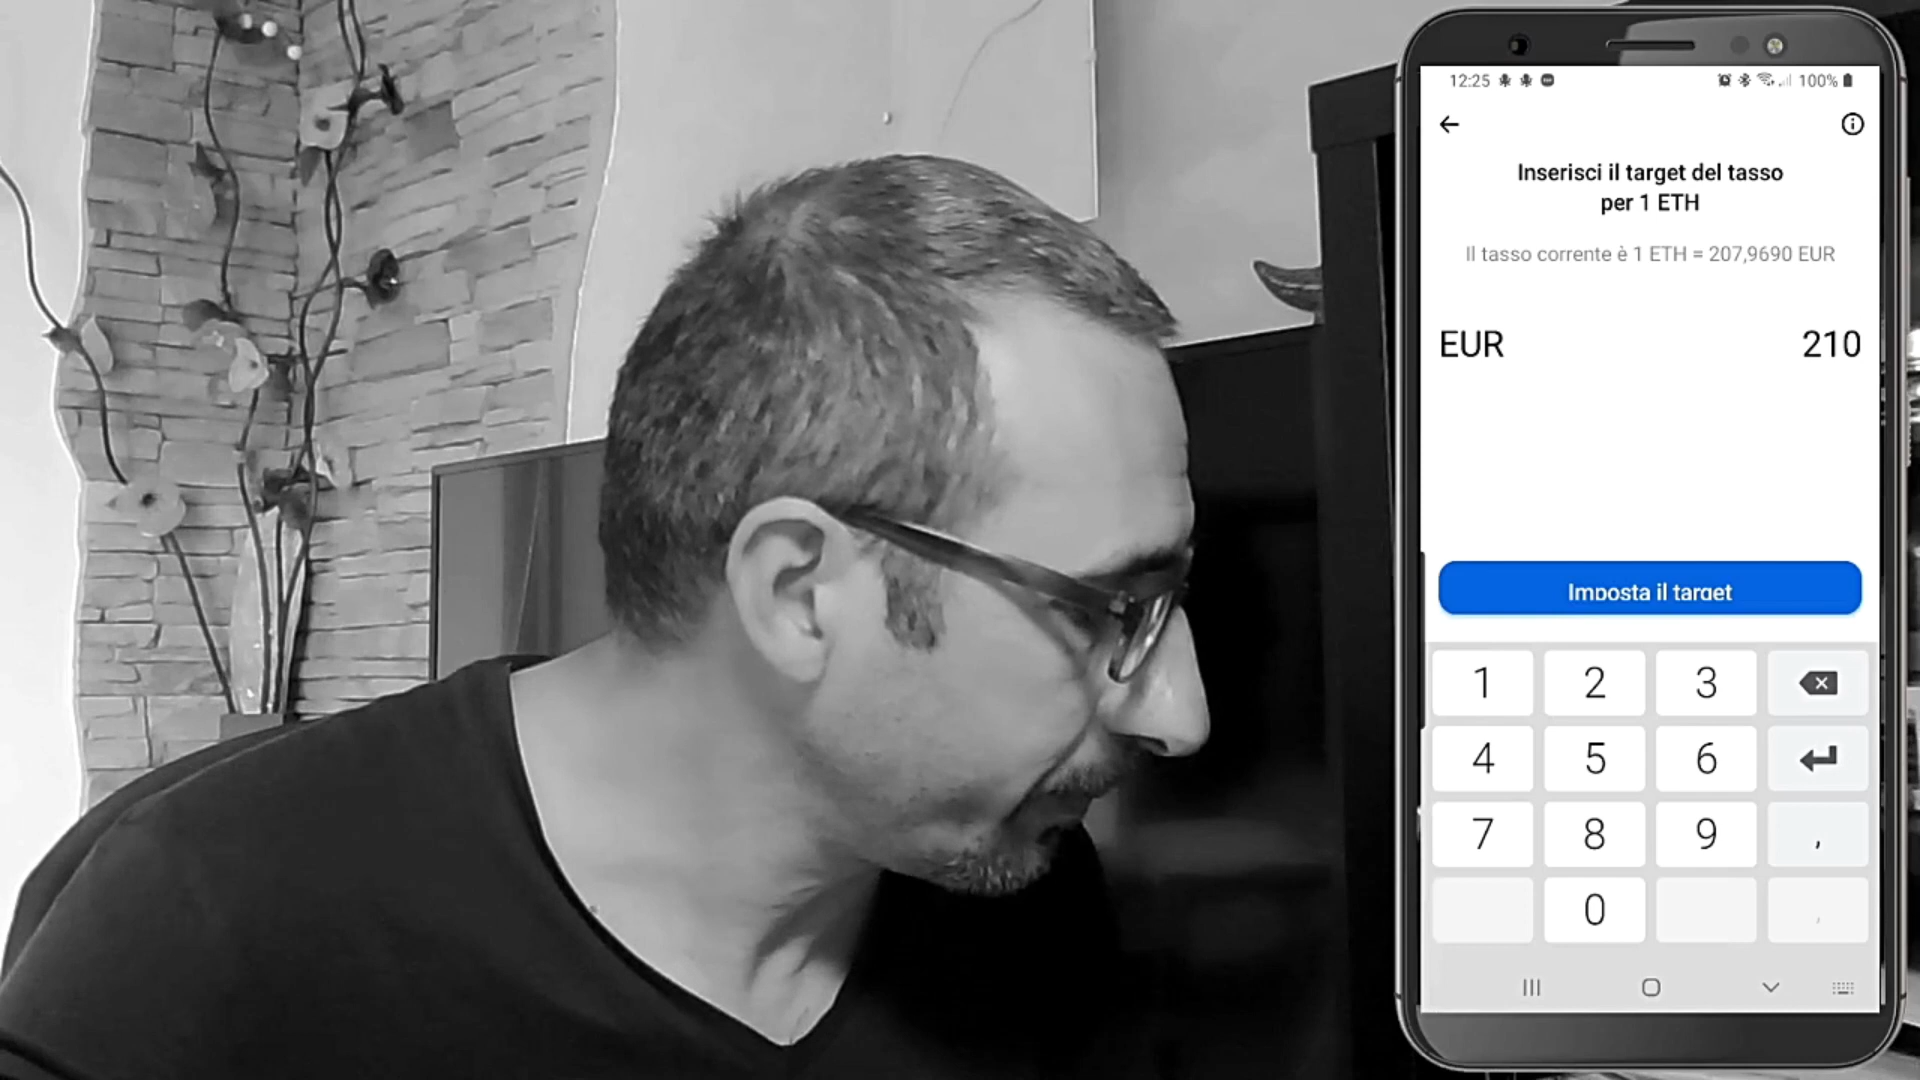 12:25 100%
Inserisci il target del tasso
per 1 ETH
Il tasso corrente è 1 ETH = 207,9690 EUR
EUR 210
Imposta il target
1 2 3
4 5 6
7 8 9 ,
0 ,